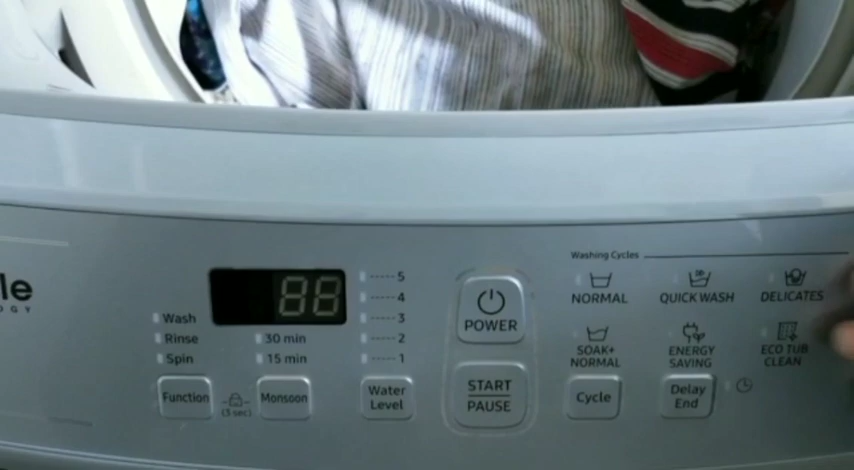 le
OGY
88
Wash
Rinse
Spin
30 min
15 min
5
4
3
2
1
Function
(3 sec)
Monsoon
Water
Level
POWER
START
PAUSE
Washing Cycles
NORMAL
QUICK WASH
DELICATES
SOAK+
NORMAL
ENERGY
SAVING
ECO TUB
CLEAN
Cycle
Delay
End